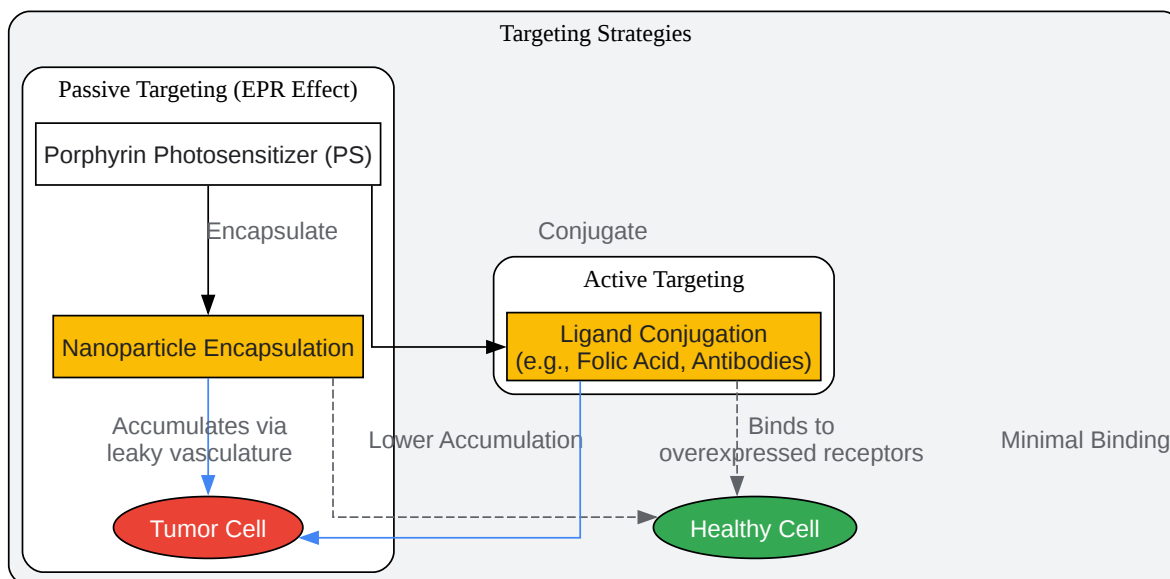 Targeting Strategies
Passive Targeting (EPR Effect)
Porphyrin Photosensitizer (PS)
Encapsulate
Conjugate
Active Targeting
Nanoparticle Encapsulation
Ligand Conjugation
(e.g., Folic Acid, Antibodies)
Accumulates via
leaky vasculature
Lower Accumulation
Binds to
overexpressed receptors
Minimal Binding
Tumor Cell
Healthy Cell